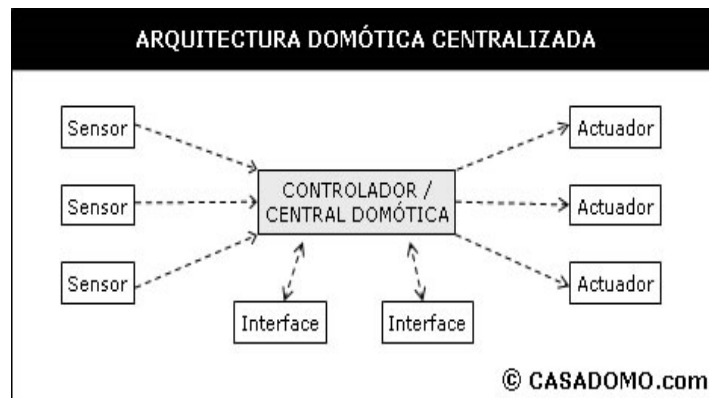 ARQUITECTURA DOMÓTICA CENTRALIZADA
Sensor
Actuador
CONTROLADOR /
CENTRAL DOMÓTICA
Sensor
Actuador
Sensor
Actuador
Interface
Interface
© CASADOMO.com